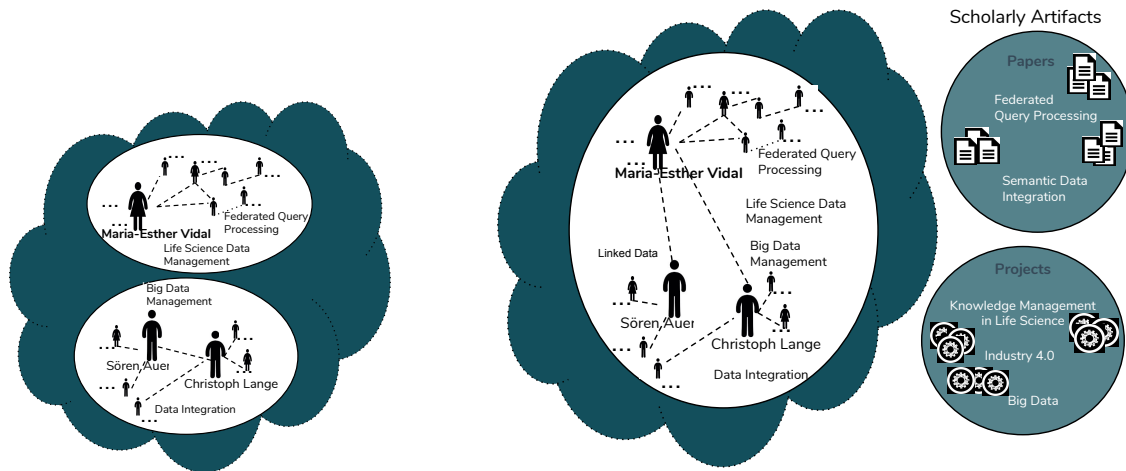 Maria-Esther Vidal
Federated Query
Processing
Life Science Data
Management
Big Data
Management
Sören Auer
Christoph Lange
Data Integration
Maria-Esther Vidal
Federated Query
Processing
Life Science Data
Management
Linked Data
Big Data
Management
Sören Auer
Christoph Lange
Data Integration
Scholarly Artifacts
Papers
Federated
Query Processing
Semantic Data
Integration
Projects
Knowledge Management
in Life Science
Industry 4.0
Big Data